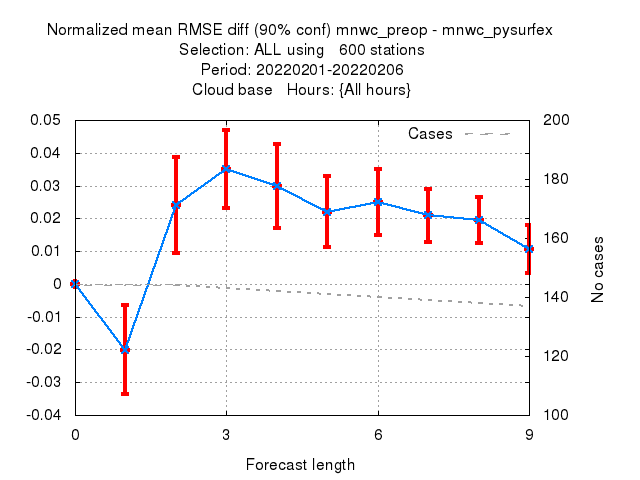 Normalized mean RMSE diff (90% conf) mnwc_preop - mnwc_pysurfex
Selection: ALL using   600 stations
Period: 20220201-20220206
Cloud base   Hours: {All hours}
0.05
0.04
0.03
0.02
0.01
0
-0.01
-0.02
-0.03
-0.04
Cases
200
180
160
140
120
100
No cases
0
3
6
9
Forecast length